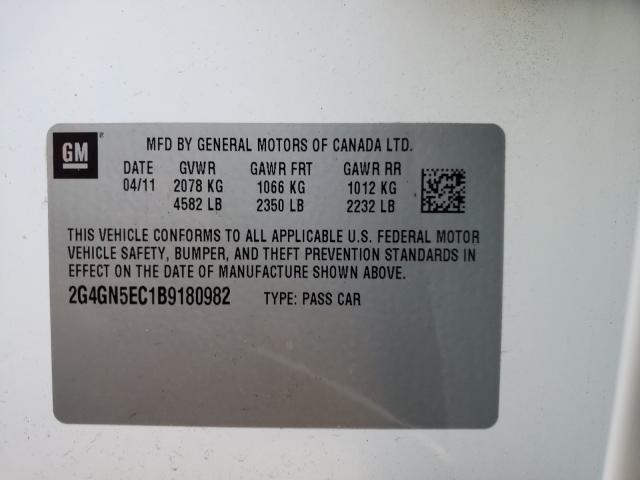 GM
MFD BY GENERAL MOTORS OF CANADA LTD.
DATE GVWR GAWR FRT GAWR RR
04/11 2078 KG 1066 KG 1012 KG
4582 LB 2350 LB 2232 LB
THIS VEHICLE CONFORMS TO ALL APPLICABLE U.S. FEDERAL MOTOR
VEHICLE SAFETY, BUMPER, AND THEFT PREVENTION STANDARDS IN
EFFECT ON THE DATE OF MANUFACTURE SHOWN ABOVE.
2G4GN5EC1B9180982 TYPE: PASS CAR